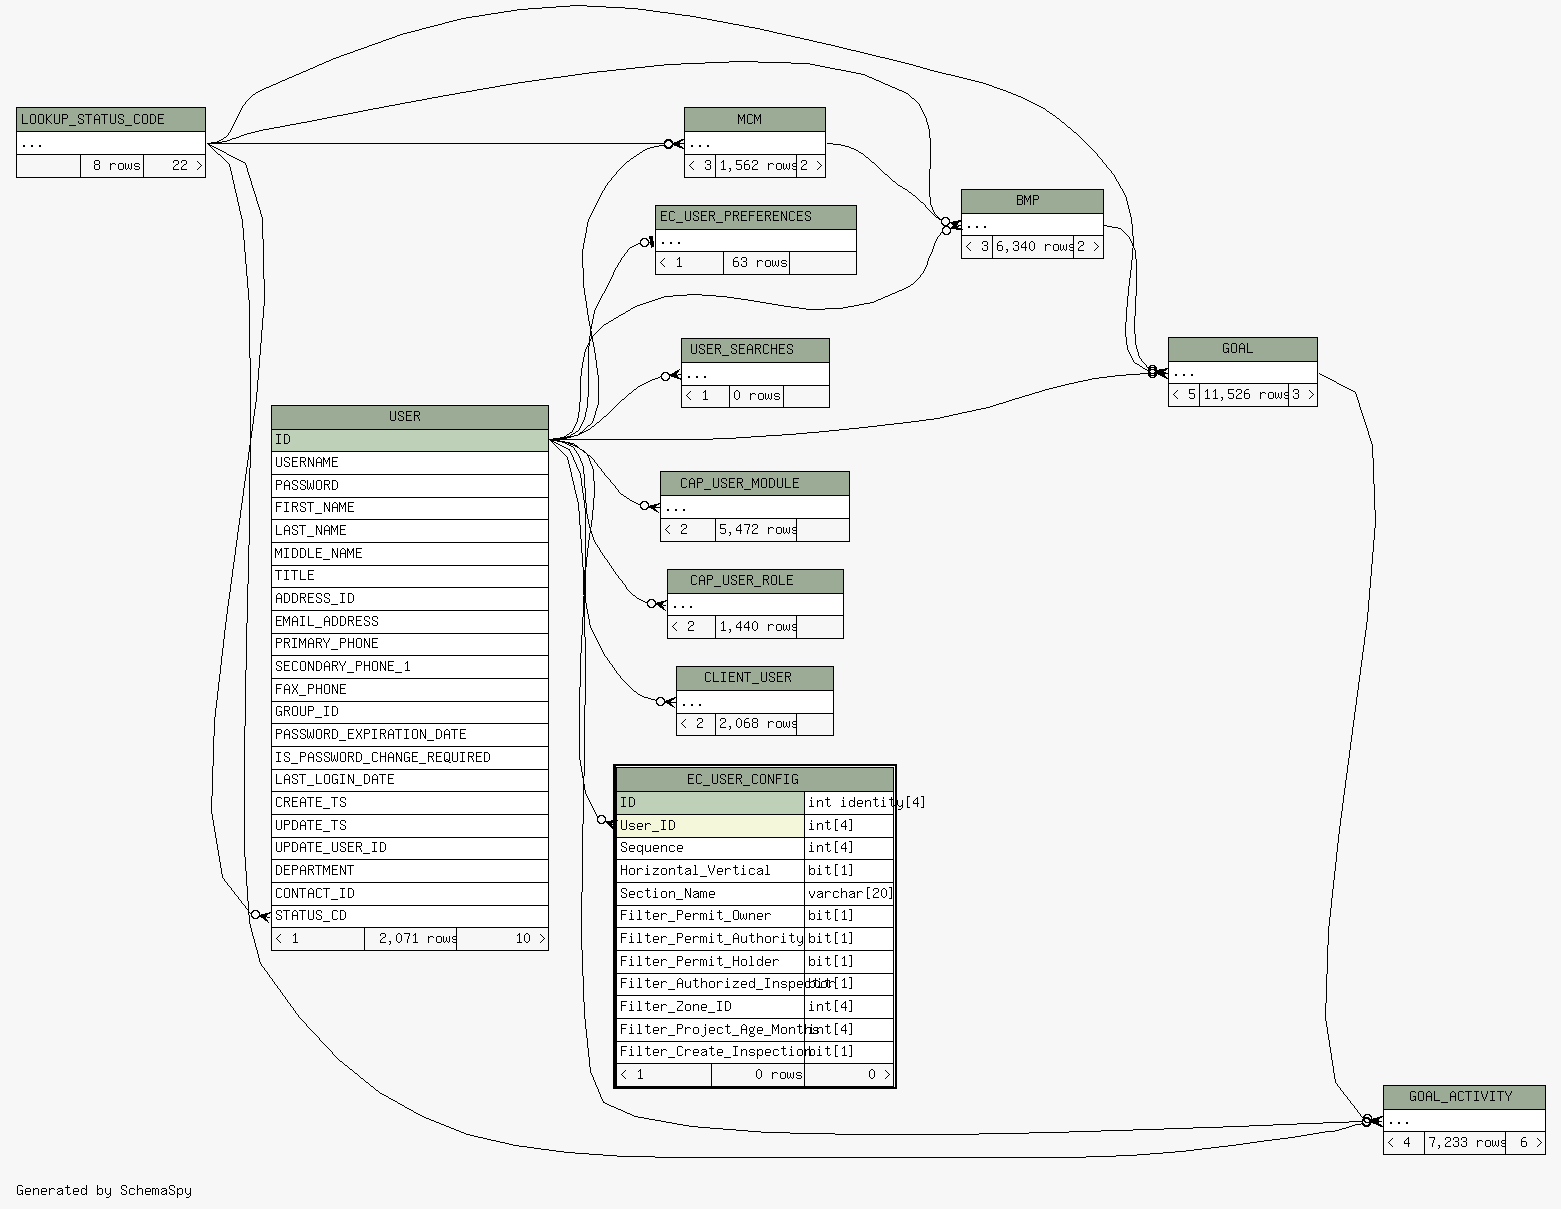 LOOKUP_STATUS_CODE
...
8 rows 22 >
MCM
...
< 3 1,562 rows 2 >
EC_USER_PREFERENCES
...
< 1 63 rows
BMP
...
< 3 6,340 rows 2 >
USER_SEARCHES
...
< 1 0 rows
GOAL
...
< 5 11,526 rows 3 >
USER
ID
USERNAME
PASSWORD
FIRST_NAME
LAST_NAME
MIDDLE_NAME
TITLE
ADDRESS_ID
EMAIL_ADDRESS
PRIMARY_PHONE
SECONDARY_PHONE_1
FAX_PHONE
GROUP_ID
PASSWORD_EXPIRATION_DATE
IS_PASSWORD_CHANGE_REQUIRED
LAST_LOGIN_DATE
CREATE_TS
UPDATE_TS
UPDATE_USER_ID
DEPARTMENT
CONTACT_ID
STATUS_CD
< 1 2,071 rows 10 >
CAP_USER_MODULE
...
< 2 5,472 rows
CAP_USER_ROLE
...
< 2 1,440 rows
CLIENT_USER
...
< 2 2,068 rows
EC_USER_CONFIG
ID int identity[4]
User_ID int[4]
Sequence int[4]
Horizontal_Vertical bit[1]
Section_Name varchar[20]
Filter_Permit_Owner bit[1]
Filter_Permit_Authority bit[1]
Filter_Permit_Holder bit[1]
Filter_Authorized_Inspector bit[1]
Filter_Zone_ID int[4]
Filter_Project_Age_Months int[4]
Filter_Create_Inspection bit[1]
< 1 0 rows 0 >
GOAL_ACTIVITY
...
< 4 7,233 rows 6 >
Generated by SchemaSpy